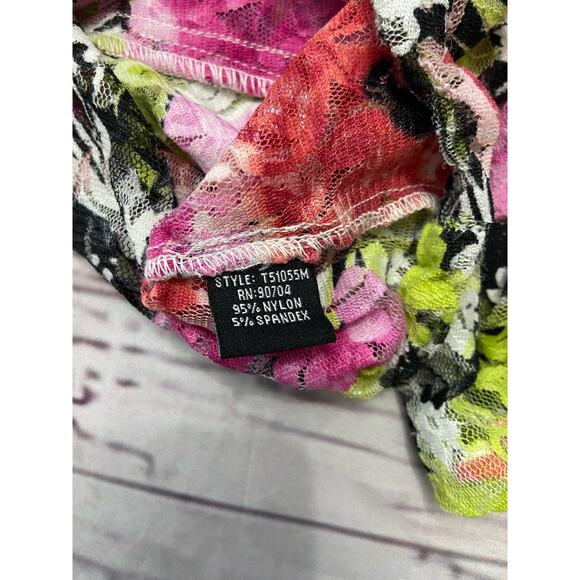 STYLE: T51055M
RN:90704
95% NYLON
5% SPANDEX